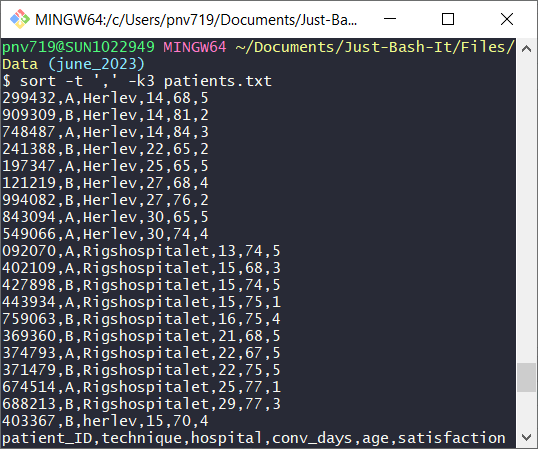 MINGW64:/c/Users/pnv719/Documents/Just-Ba...
pnv719@SUN1022949 MINGW64 ~/Documents/Just-Bash-It/Files/
Data (june_2023)
$ sort -t ',' -k3 patients.txt
299432,A,Herlev,14,68,5
909309,B,Herlev,14,81,2
748487,A,Herlev,14,84,3
241388,B,Herlev,22,65,2
197347,A,Herlev,25,65,5
121219,B,Herlev,27,68,4
994082,B,Herlev,27,76,2
843094,A,Herlev,30,65,5
549066,A,Herlev,30,74,4
092070,A,Rigshospitalet,13,74,5
402109,A,Rigshospitalet,15,68,3
427898,B,Rigshospitalet,15,74,5
443934,A,Rigshospitalet,15,75,1
759063,B,Rigshospitalet,16,75,4
369360,B,Rigshospitalet,21,68,5
374793,A,Rigshospitalet,22,67,5
371479,B,Rigshospitalet,22,75,5
674514,A,Rigshospitalet,25,77,1
688213,B,Rigshospitalet,29,77,3
403367,B,herlev,15,70,4
patient_ID,technique,hospital,conv_days,age,satisfaction